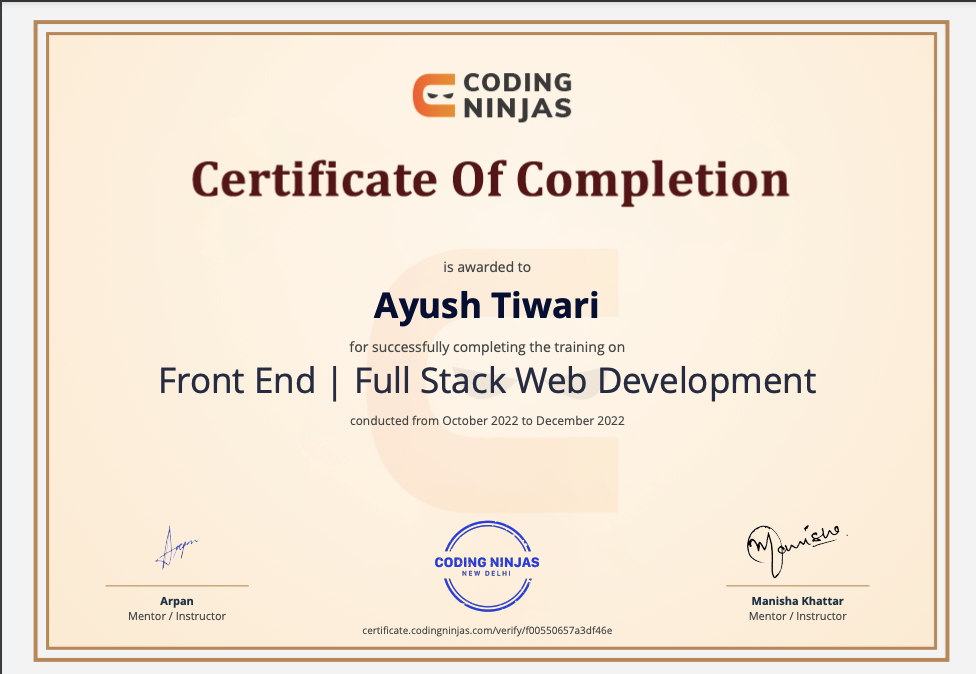 CODING
NINJAS
Certificate Of Completion
is awarded to
Ayush Tiwari
for successfully completing the training on
Front End | Full Stack Web Development
conducted from October 2022 to December 2022
Arpan
Manisha
CODING NINJAS
NEW DELHI
Arpan
Mentor / Instructor
Manisha Khattar
Mentor / Instructor
certificate.codingninjas.com/verify/f00550657a3df46e